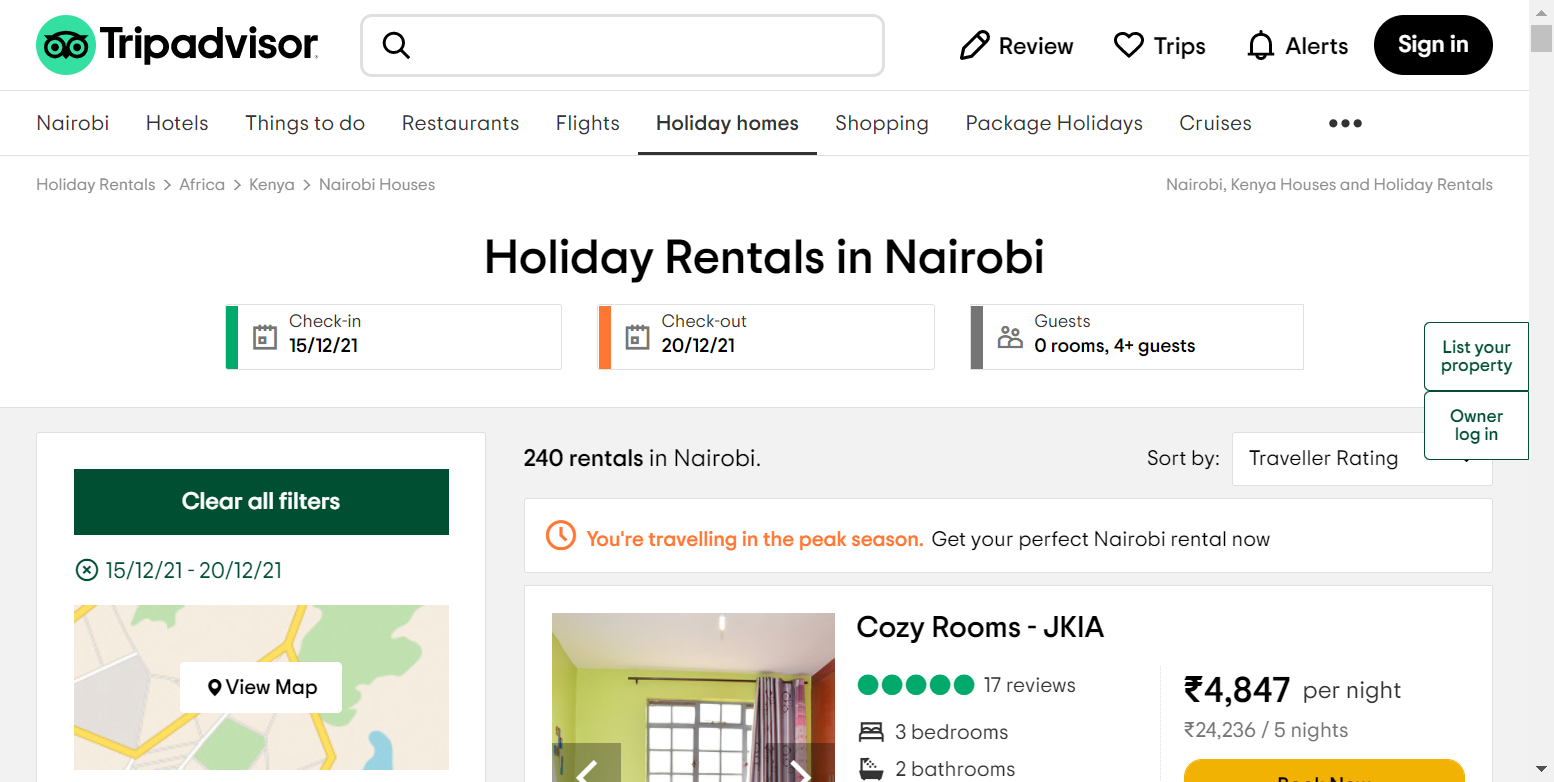 Tripadvisor
Review
Trips
Alerts
Sign in
Nairobi
Hotels
Things to do
Restaurants
Flights
Holiday homes
Shopping
Package Holidays
Cruises
Holiday Rentals > Africa > Kenya > Nairobi Houses
Nairobi, Kenya Houses and Holiday Rentals
Holiday Rentals in Nairobi
Check-in
15/12/21
Check-out
20/12/21
Guests
0 rooms, 4+ guests
List your
property
Owner
log in
Clear all filters
15/12/21 - 20/12/21
View Map
240 rentals in Nairobi.
Sort by:
Traveller Rating
You're travelling in the peak season. Get your perfect Nairobi rental now
Cozy Rooms - JKIA
17 reviews
3 bedrooms
2 bathrooms
₹4,847 per night
₹24,236 / 5 nights
Book Now